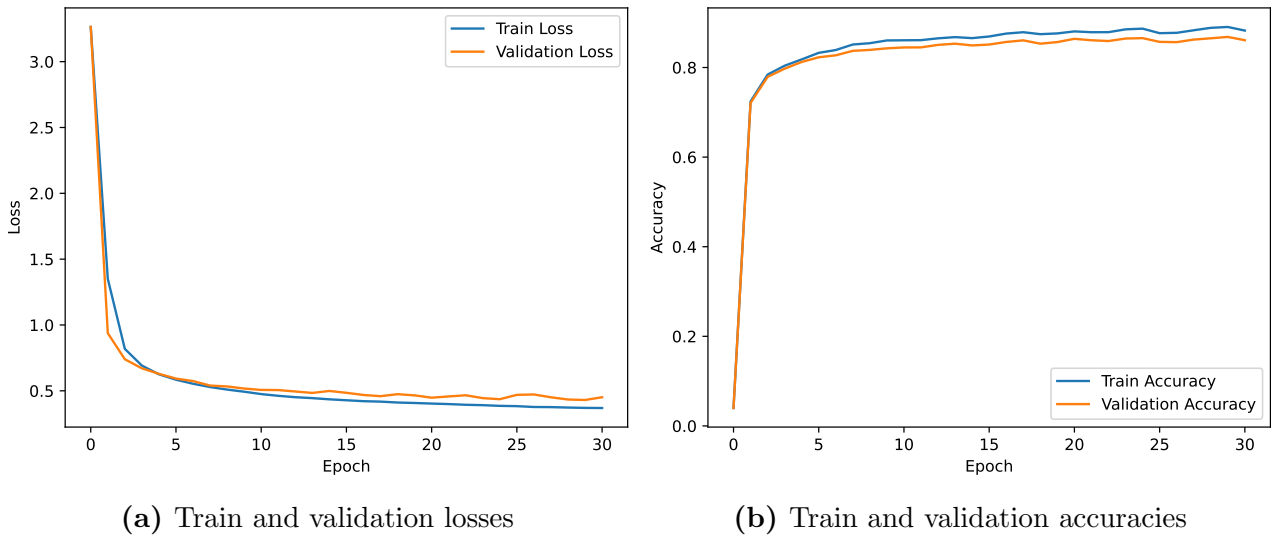 Train Loss
Validation Loss
3.0
2.5
2.0
1.5
1.0
0.5
Loss
0 5 10 15 20 25 30
Epoch
(a) Train and validation losses
0.8
0.6
0.4
0.2
0.0
Accuracy
Train Accuracy
Validation Accuracy
0 5 10 15 20 25 30
Epoch
(b) Train and validation accuracies